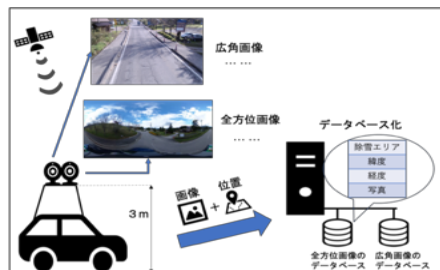 広角画像
… …
全方位画像
… …
データベース化
除雪エリア
緯度
経度
写真
3m
画像
+
位置
全方位画像の
データベース
広角画像の
データベース